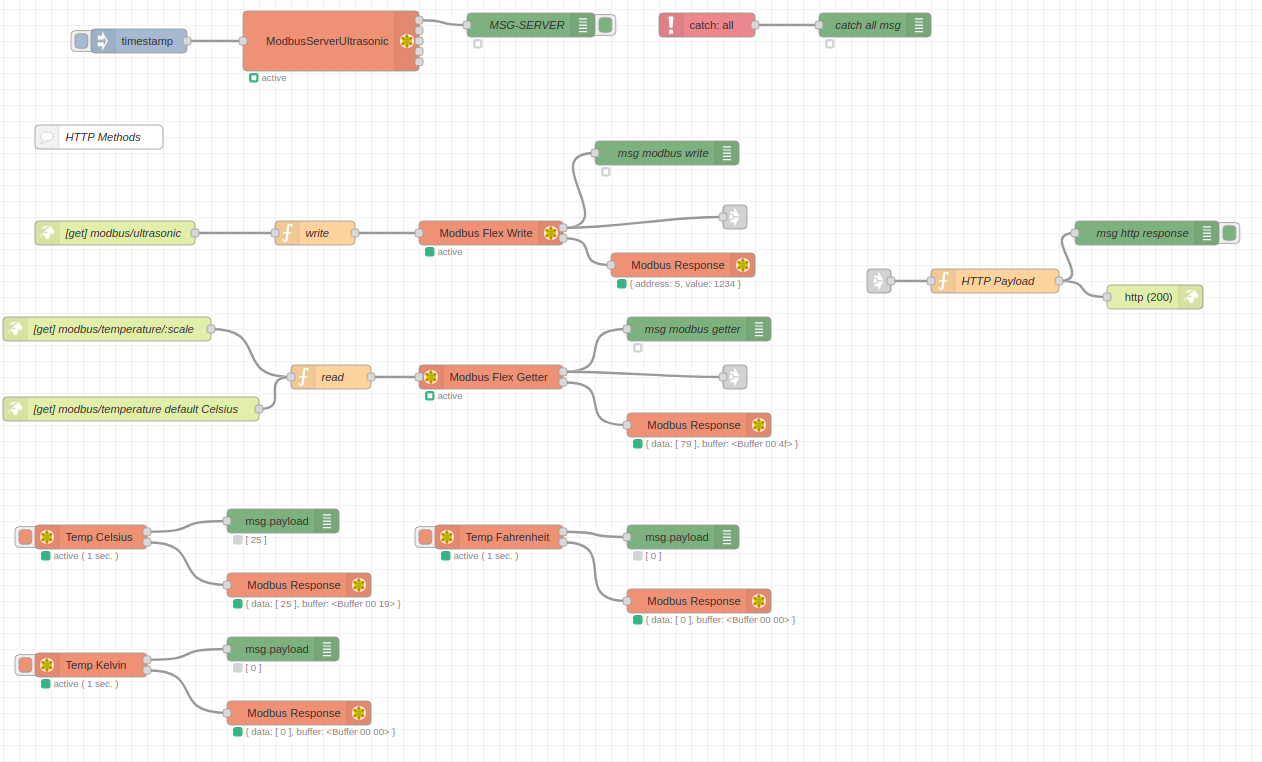 timestamp
ModbusServerUltrasonic
active
MSG-SERVER
catch: all
catch all msg
HTTP Methods
msg modbus write
[get] modbus/ultrasonic
write
Modbus Flex Write
active
Modbus Response
{ address: 5, value: 1234 }
msg http response
HTTP Payload
http (200)
[get] modbus/temperature/:scale
[get] modbus/temperature default Celsius
read
Modbus Flex Getter
active
msg modbus getter
Modbus Response
{ data: [ 79 ], buffer: <Buffer 00 4f> }
Temp Celsius
active ( 1 sec. )
msg.payload
[ 25 ]
Modbus Response
{ data: [ 25 ], buffer: <Buffer 00 19> }
Temp Fahrenheit
active ( 1 sec. )
msg.payload
[ 0 ]
Modbus Response
{ data: [ 0 ], buffer: <Buffer 00 00> }
Temp Kelvin
active ( 1 sec. )
msg.payload
[ 0 ]
Modbus Response
{ data: [ 0 ], buffer: <Buffer 00 00> }